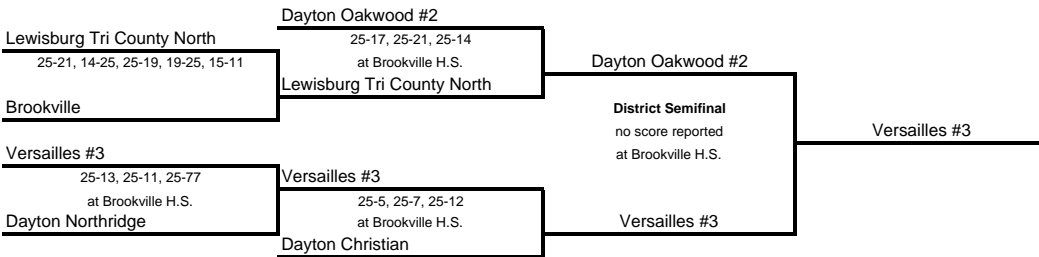 Dayton Oakwood #2
Lewisburg Tri County North
25-17, 25-21, 25-14
25-21, 14-25, 25-19, 19-25, 15-11
at Brookville H.S.
Dayton Oakwood #2
Lewisburg Tri County North
Brookville
District Semifinal
no score reported
Versailles #3
at Brookville H.S.
Versailles #3
25-13, 25-11, 25-77
Versailles #3
at Brookville H.S.
25-5, 25-7, 25-12
Dayton Northridge
at Brookville H.S.
Versailles #3
Dayton Christian